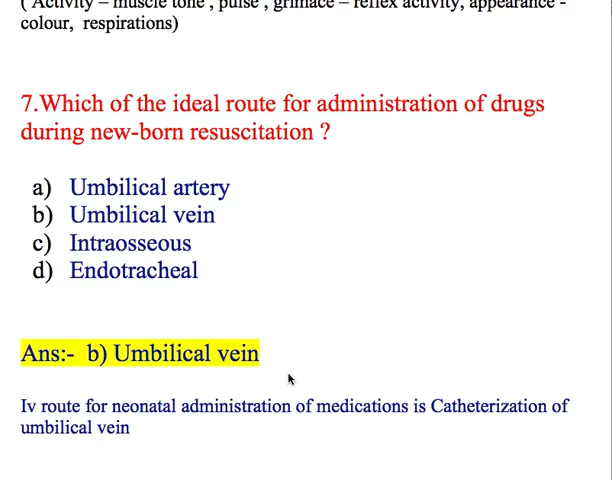 ( Activity – muscle tone , pulse , grimace – reflex activity, appearance -
colour, respirations)
7.Which of the ideal route for administration of drugs
during new-born resuscitation ?
a) Umbilical artery
b) Umbilical vein
c) Intraosseous
d) Endotracheal
Ans:- b) Umbilical vein
Iv route for neonatal administration of medications is Catheterization of
umbilical vein